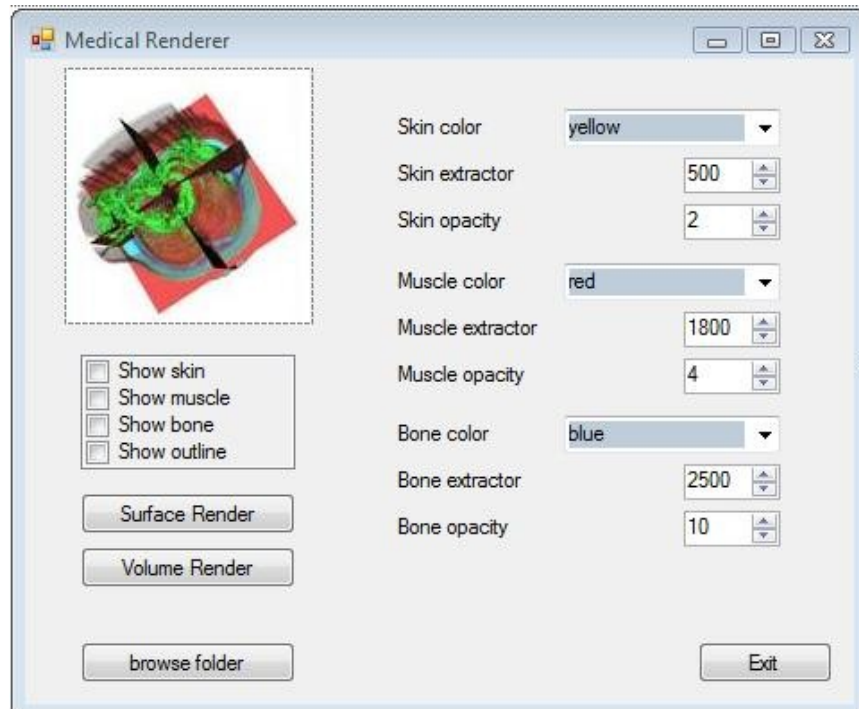 Medical Renderer
Skin color yellow
Skin extractor 500
Skin opacity 2
Muscle color red
Muscle extractor 1800
Muscle opacity 4
Bone color blue
Bone extractor 2500
Bone opacity 10
Show skin
Show muscle
Show bone
Show outline
Surface Render
Volume Render
browse folder
Exit